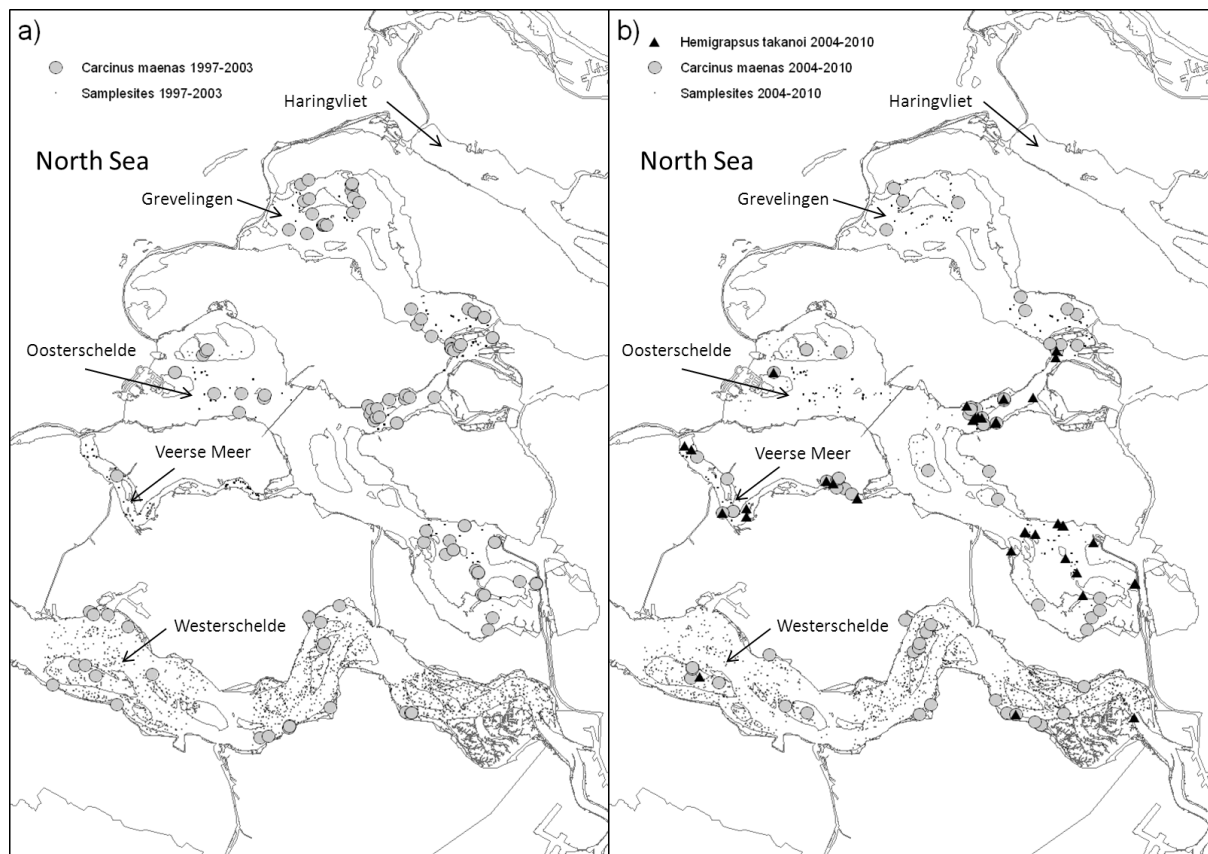 a)
Carcinus maenas 1997-2003
Samplesites 1997-2003
Haringvliet
North Sea
Grevelingen
Oosterschelde
Veerse Meer
Westerschelde
b)
Hemigrapsus takanoi 2004-2010
Carcinus maenas 2004-2010
Samplesites 2004-2010
Haringvliet
North Sea
Grevelingen
Oosterschelde
Veerse Meer
Westerschelde